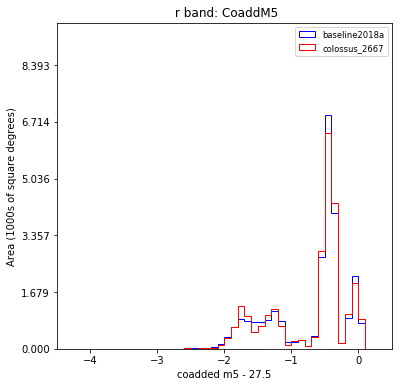 r band: CoaddM5
baseline2018a
colossus_2667
8.393
6.714
5.036
3.357
1.679
0.000
Area (1000s of square degrees)
−4 −3 −2 −1 0
coadded m5 - 27.5